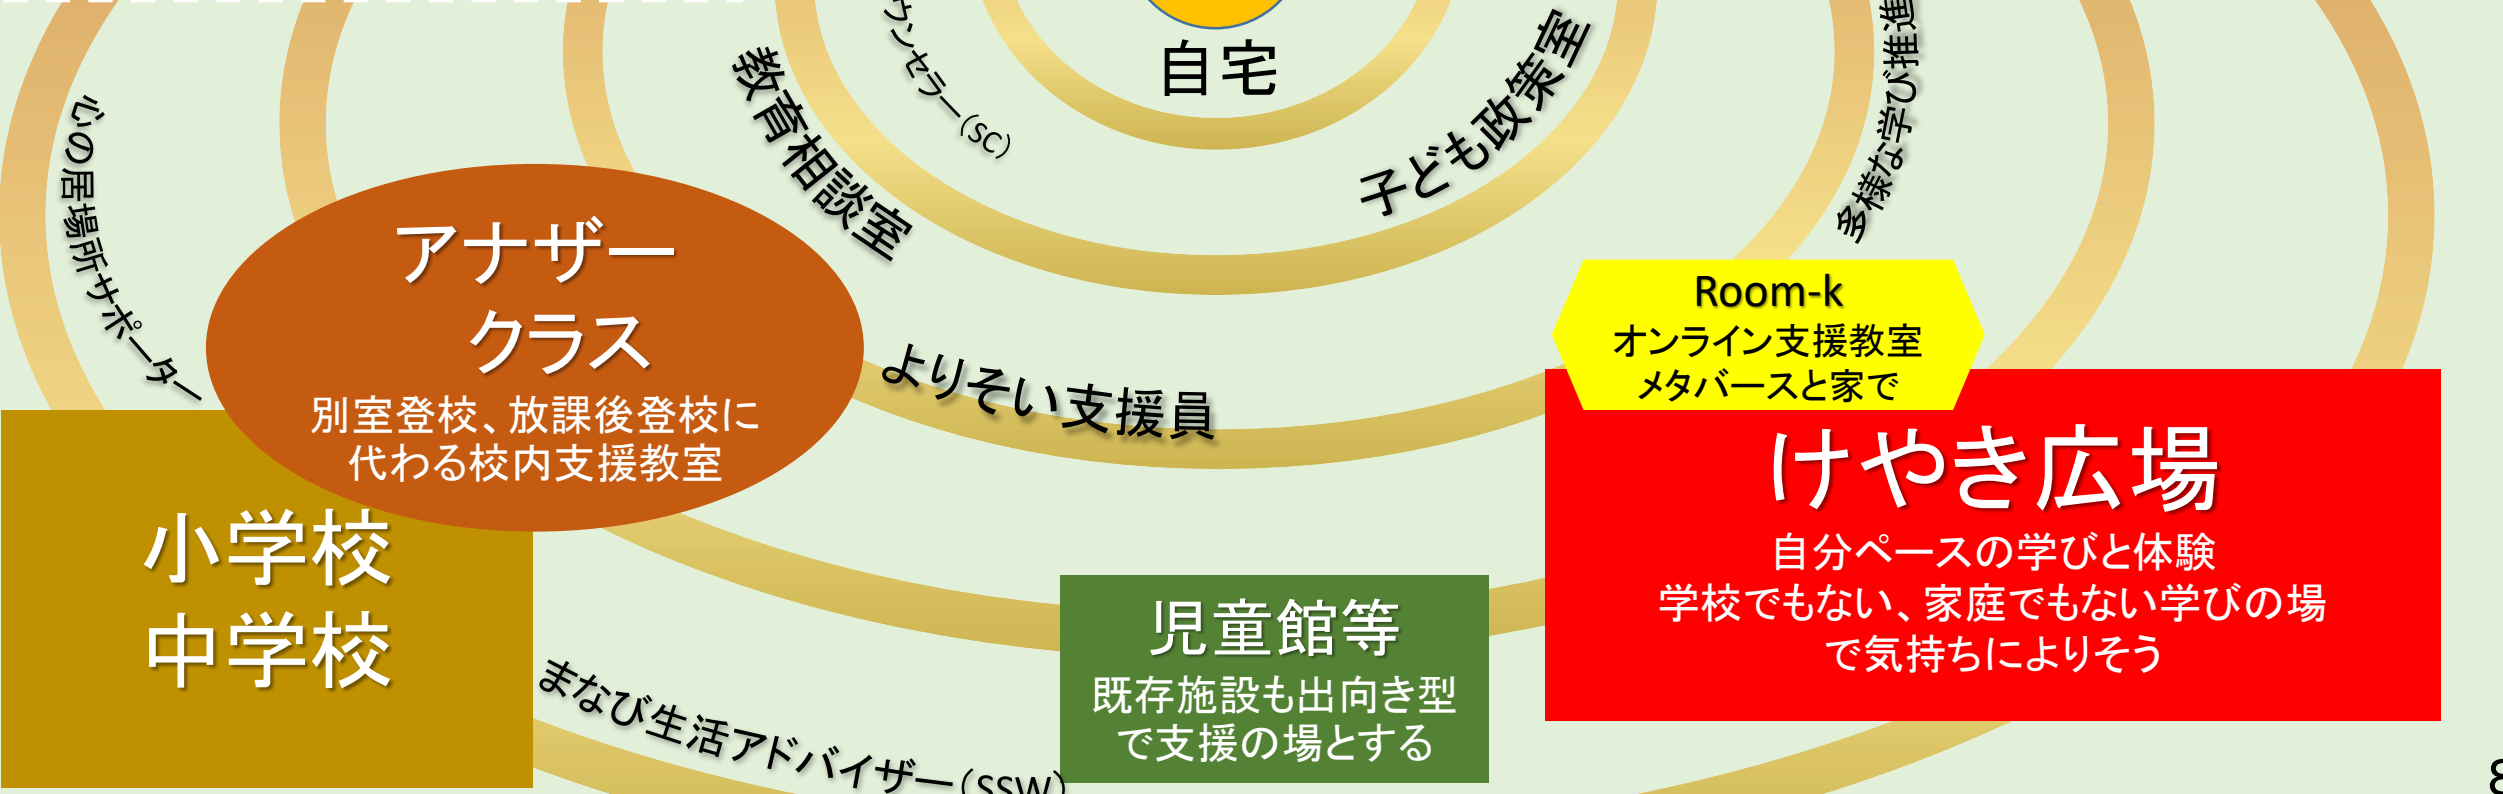 自宅
ウンセラー（SC）
教育相談室
子ども政策室
多様な学び推進
心の居場所サポーター
アナザー
クラス
別室登校、放課後登校に
代わる校内支援教室
よりそい支援員
Room-k
オンライン支援教室
メタバースと家で
けやき広場
自分ペースの学びと体験
学校でもない、家庭でもない学びの場
で気持ちによりそう
小学校
中学校
児童館等
既存施設も出向き型
で支援の場とする
まなび生活アドバイザー（SSW）